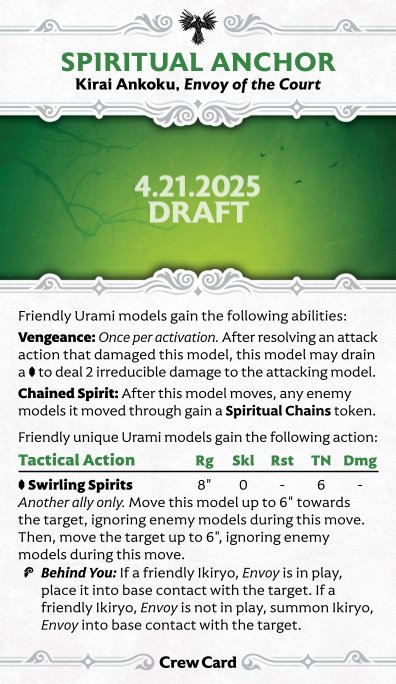 SPIRITUAL ANCHOR
Kirai Ankoku, Envoy of the Court
4.21.2025
DRAFT
Friendly Urami models gain the following abilities:
Vengeance: Once per activation. After resolving an attack
action that damaged this model, this model may drain
a ⬮ to deal 2 irreducible damage to the attacking model.
Chained Spirit: After this model moves, any enemy
models it moved through gain a Spiritual Chains token.
Friendly unique Urami models gain the following action:
Tactical Action Rg Skl Rst TN Dmg
⬮ Swirling Spirits 8" 0 - 6 -
Another ally only. Move this model up to 6" towards
the target, ignoring enemy models during this move.
Then, move the target up to 6", ignoring enemy
models during this move.
Behind You: If a friendly Ikiryo, Envoy is in play,
place it into base contact with the target. If a
friendly Ikiryo, Envoy is not in play, summon Ikiryo,
Envoy into base contact with the target.
Crew Card